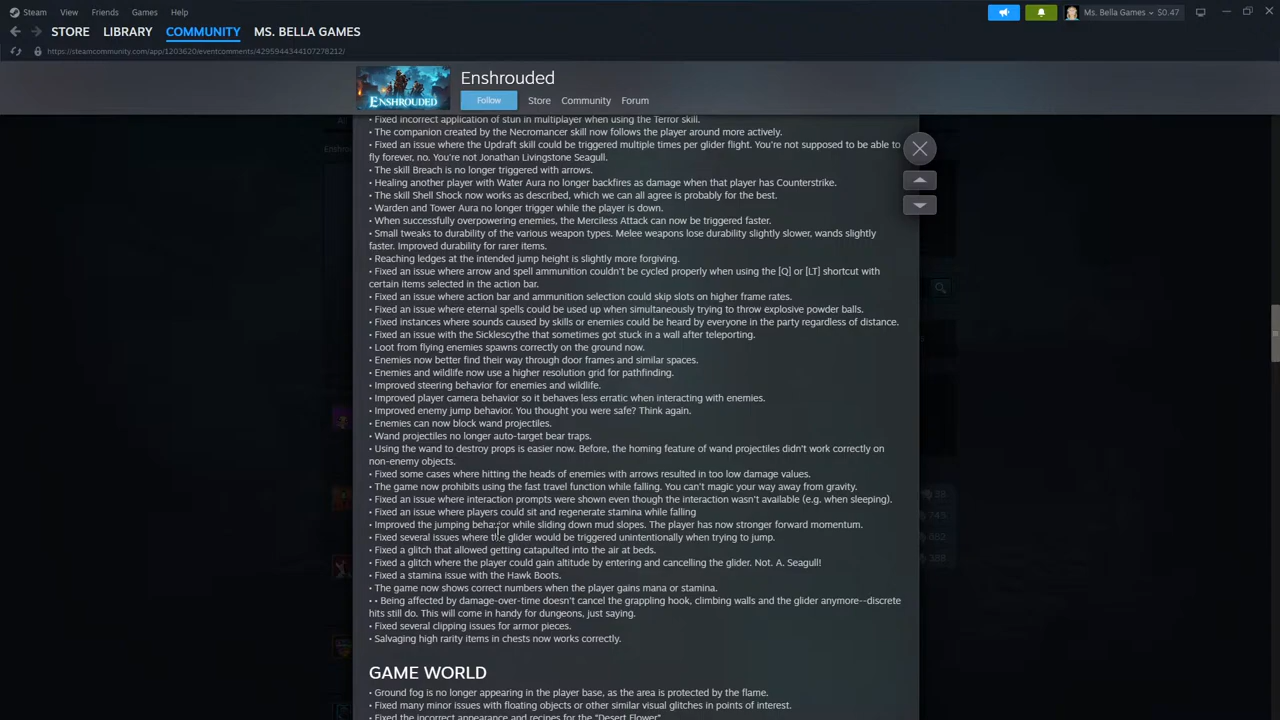 Steam View Friends Games Help Ms. Bella Games $0.47
STORE LIBRARY COMMUNITY MS. BELLA GAMES
https://steamcommunity.com/app/1203620/eventcomments/4295944344107278212/
ENSHROUDED
Enshrouded
Follow Store Community Forum
• Fixed incorrect application of stun in multiplayer when using the Terror skill.
• The companion created by the Necromancer skill now follows the player around more actively.
• Fixed an issue where the Updraft skill could be triggered multiple times per glider flight. You're not supposed to be able to
fly forever, no. You're not Jonathan Livingstone Seagull.
• The skill Breach is no longer triggered with arrows.
• Healing another player with Water Aura no longer backfires as damage when that player has Counterstrike.
• The skill Shell Shock now works as described, which we can all agree is probably for the best.
• Warden and Tower Aura no longer trigger while the player is down.
• When successfully overpowering enemies, the Merciless Attack can now be triggered faster.
• Small tweaks to durability of the various weapon types. Melee weapons lose durability slightly slower, wands slightly
faster. Improved durability for rarer items.
• Reaching ledges at the intended jump height is slightly more forgiving.
• Fixed an issue where arrow and spell ammunition couldn't be cycled properly when using the [Q] or [LT] shortcut with
certain items selected in the action bar.
• Fixed an issue where action bar and ammunition selection could skip slots on higher frame rates.
• Fixed an issue where eternal spells could be used up when simultaneously trying to throw explosive powder balls.
• Fixed instances where sounds caused by skills or enemies could be heard by everyone in the party regardless of distance.
• Fixed an issue with the Sicklescythe that sometimes got stuck in a wall after teleporting.
• Loot from flying enemies spawns correctly on the ground now.
• Enemies now better find their way through door frames and similar spaces.
• Enemies and wildlife now use a higher resolution grid for pathfinding.
• Improved steering behavior for enemies and wildlife.
• Improved player camera behavior so it behaves less erratic when interacting with enemies.
• Improved enemy jump behavior. You thought you were safe? Think again.
• Enemies can now block wand projectiles.
• Wand projectiles no longer auto-target bear traps.
• Using the wand to destroy props is easier now. Before, the homing feature of wand projectiles didn't work correctly on
non-enemy objects.
• Fixed some cases where hitting the heads of enemies with arrows resulted in too low damage values.
• The game now prohibits using the fast travel function while falling. You can't magic your way away from gravity.
• Fixed an issue where interaction prompts were shown even though the interaction wasn't available (e.g. when sleeping).
• Fixed an issue where players could sit and regenerate stamina while falling
• Improved the jumping behavior while sliding down mud slopes. The player has now stronger forward momentum.
• Fixed several issues where the glider would be triggered unintentionally when trying to jump.
• Fixed a glitch that allowed getting catapulted into the air at beds.
• Fixed a glitch where the player could gain altitude by entering and cancelling the glider. Not. A. Seagull!
• Fixed a stamina issue with the Hawk Boots.
• The game now shows correct numbers when the player gains mana or stamina.
• • Being affected by damage-over-time doesn't cancel the grappling hook, climbing walls and the glider anymore--discrete
hits still do. This will come in handy for dungeons, just saying.
• Fixed several clipping issues for armor pieces.
• Salvaging high rarity items in chests now works correctly.
GAME WORLD
• Ground fog is no longer appearing in the player base, as the area is protected by the flame.
• Fixed many minor issues with floating objects or other similar visual glitches in points of interest.
• Fixed the incorrect appearance and recipes for the "Desert Flower"